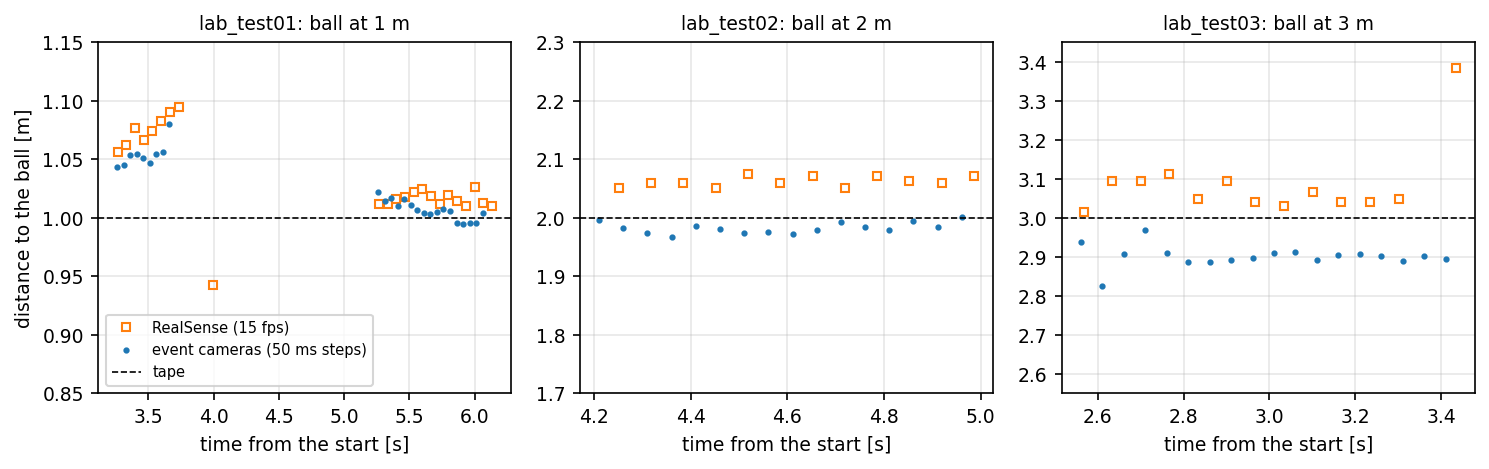 lab_test01: ball at 1 m
distance to the ball [m]
1.15
1.10
1.05
1.00
0.95
0.90
0.85
RealSense (15 fps)
event cameras (50 ms steps)
tape
3.5 4.0 4.5 5.0 5.5 6.0
time from the start [s]
lab_test02: ball at 2 m
2.3
2.2
2.1
2.0
1.9
1.8
1.7
4.2 4.4 4.6 4.8 5.0
time from the start [s]
lab_test03: ball at 3 m
3.4
3.3
3.2
3.1
3.0
2.9
2.8
2.7
2.6
2.6 2.8 3.0 3.2 3.4
time from the start [s]